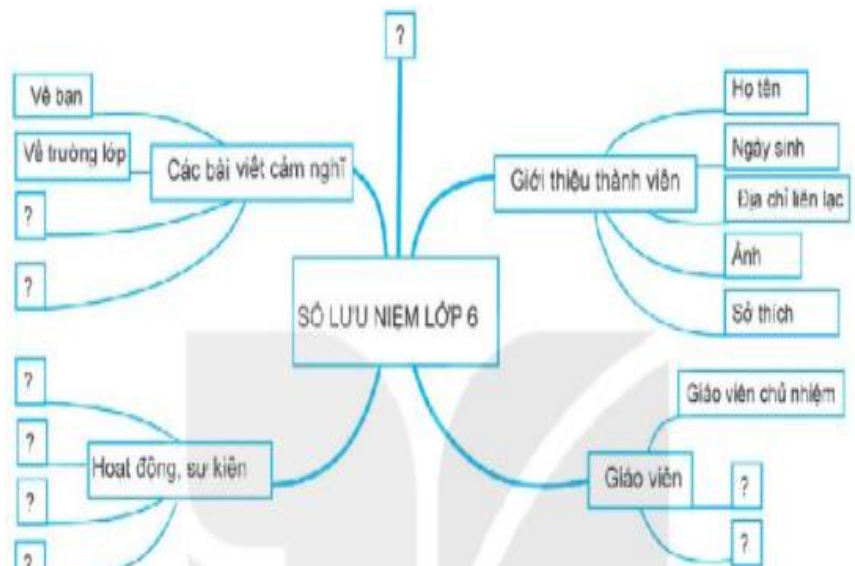 ?
Về bạn
Về trường lớp
?
?
Các bài viết cảm nghĩ
Giới thiệu thành viên
Họ tên
Ngày sinh
Địa chỉ liên lạc
Ảnh
Sở thích
SỔ LƯU NIỆM LỚP 6
?
?
?
?
Hoạt động, sự kiện
Giáo viên
Giáo viên chủ nhiệm
?
?